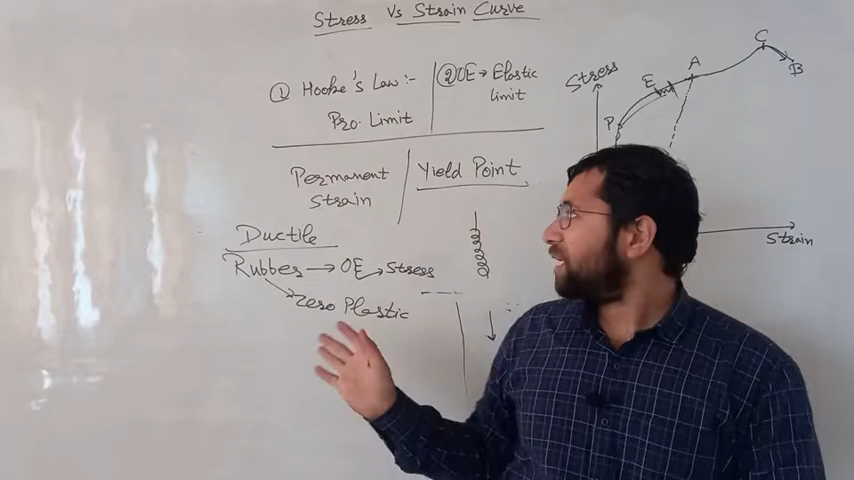 Stress Vs Strain Curve
① Hooke's Law :-
Pro. Limit
② OE → Elastic
limit
Permanent
Strain
Yield Point
Ductile
Rubber → OE → Stress
→ Zero Plastic
Stress
P
E
A
C
B
Strain